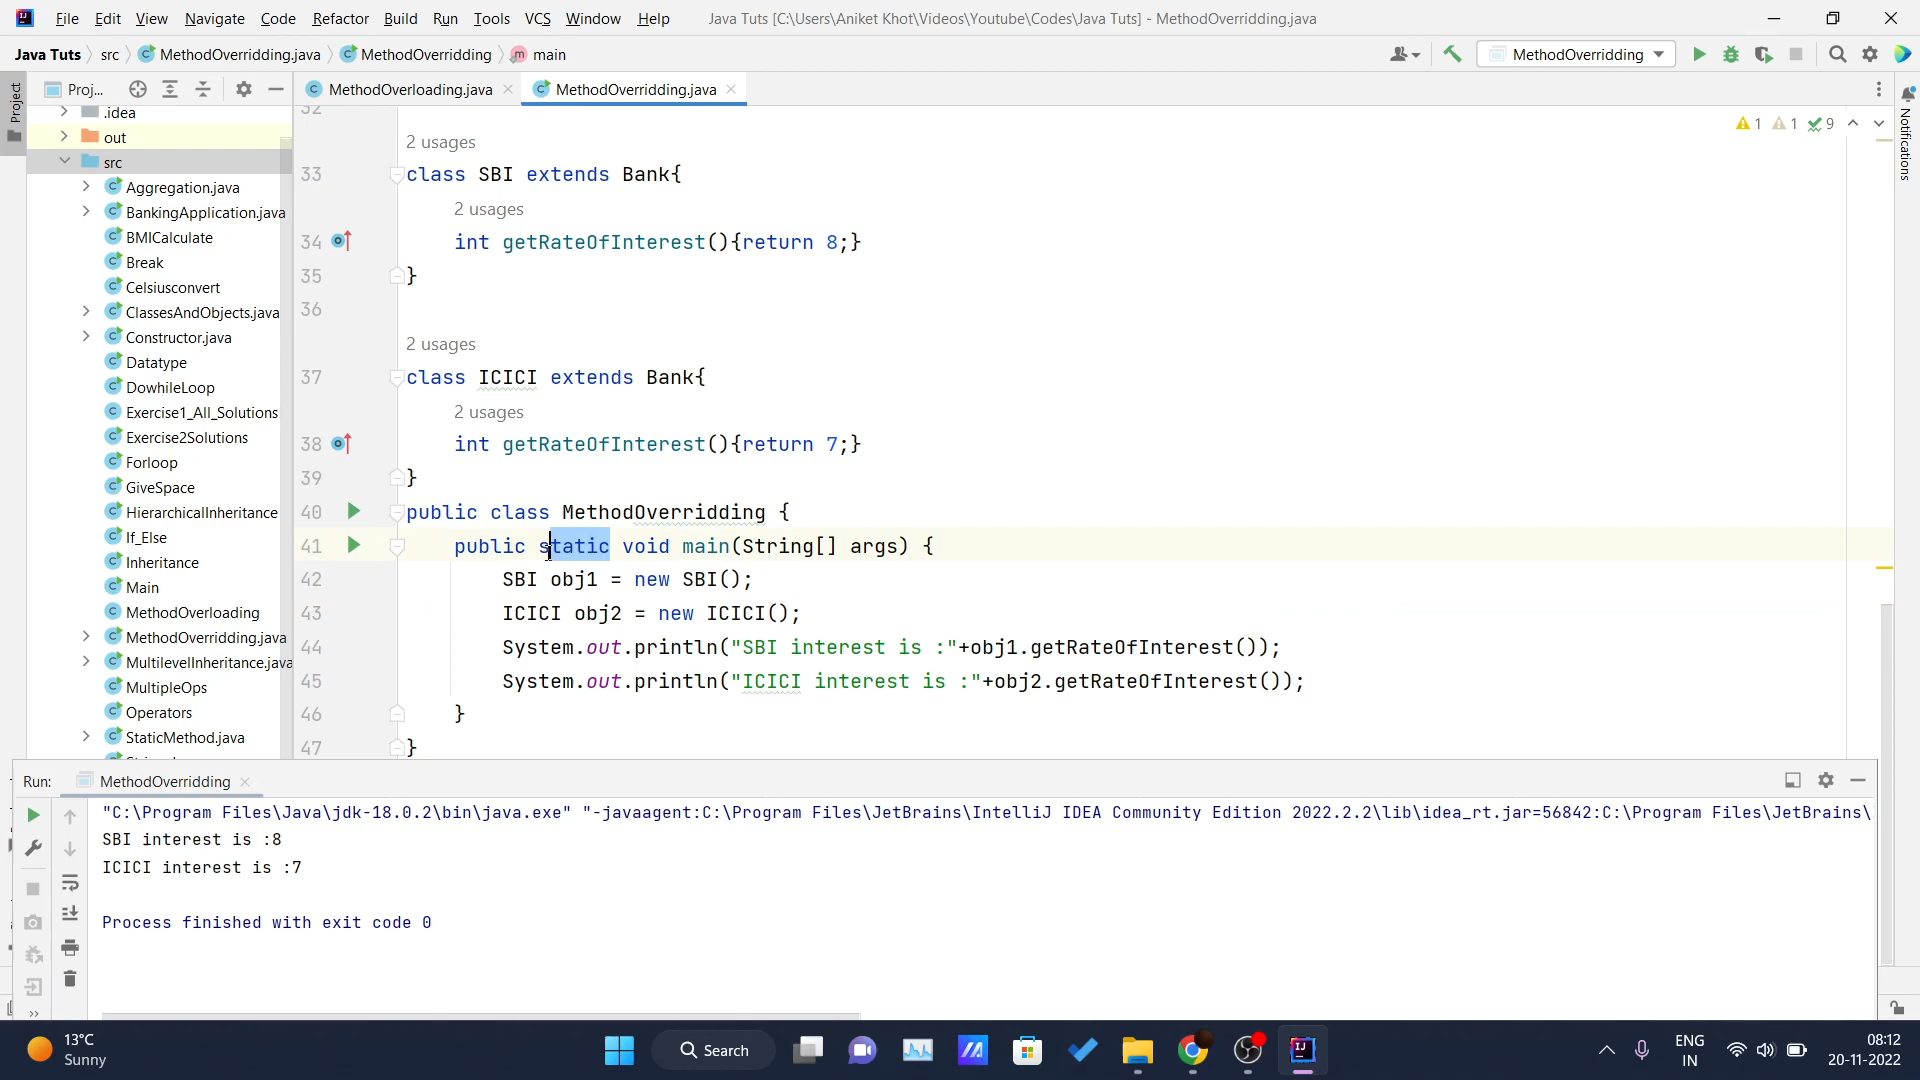 File Edit View Navigate Code Refactor Build Run Tools VCS Window Help Java Tuts [C:\Users\Aniket Khot\Videos\Youtube\Codes\Java Tuts] - MethodOverridding.java
Java Tuts src MethodOverridding.java MethodOverridding main MethodOverridding
Project Proj... MethodOverloading.java MethodOverridding.java
Notifications
.idea
out
src
Aggregation.java
BankingApplication.java
BMICalculate
Break
Celsiusconvert
ClassesAndObjects.java
Constructor.java
Datatype
DowhileLoop
Exercise1_All_Solutions
Exercise2Solutions
Forloop
GiveSpace
HierarchicalInheritance
If_Else
Inheritance
Main
MethodOverloading
MethodOverridding.java
MultilevelInheritance.java
MultipleOps
Operators
StaticMethod.java
1 1 9
32
2 usages
33 class SBI extends Bank{
2 usages
34 int getRateOfInterest(){return 8;}
35 }
36
2 usages
37 class ICICI extends Bank{
2 usages
38 int getRateOfInterest(){return 7;}
39 }
40 public class MethodOverridding {
41 public static void main(String[] args) {
42 SBI obj1 = new SBI();
43 ICICI obj2 = new ICICI();
44 System.out.println("SBI interest is :"+obj1.getRateOfInterest());
45 System.out.println("ICICI interest is :"+obj2.getRateOfInterest());
46 }
47 }
Run: MethodOverridding
"C:\Program Files\Java\jdk-18.0.2\bin\java.exe" "-javaagent:C:\Program Files\JetBrains\IntelliJ IDEA Community Edition 2022.2.2\lib\idea_rt.jar=56842:C:\Program Files\JetBrains\
SBI interest is :8
ICICI interest is :7
Process finished with exit code 0
13°C
Sunny
Search
ENG
IN
08:12
20-11-2022